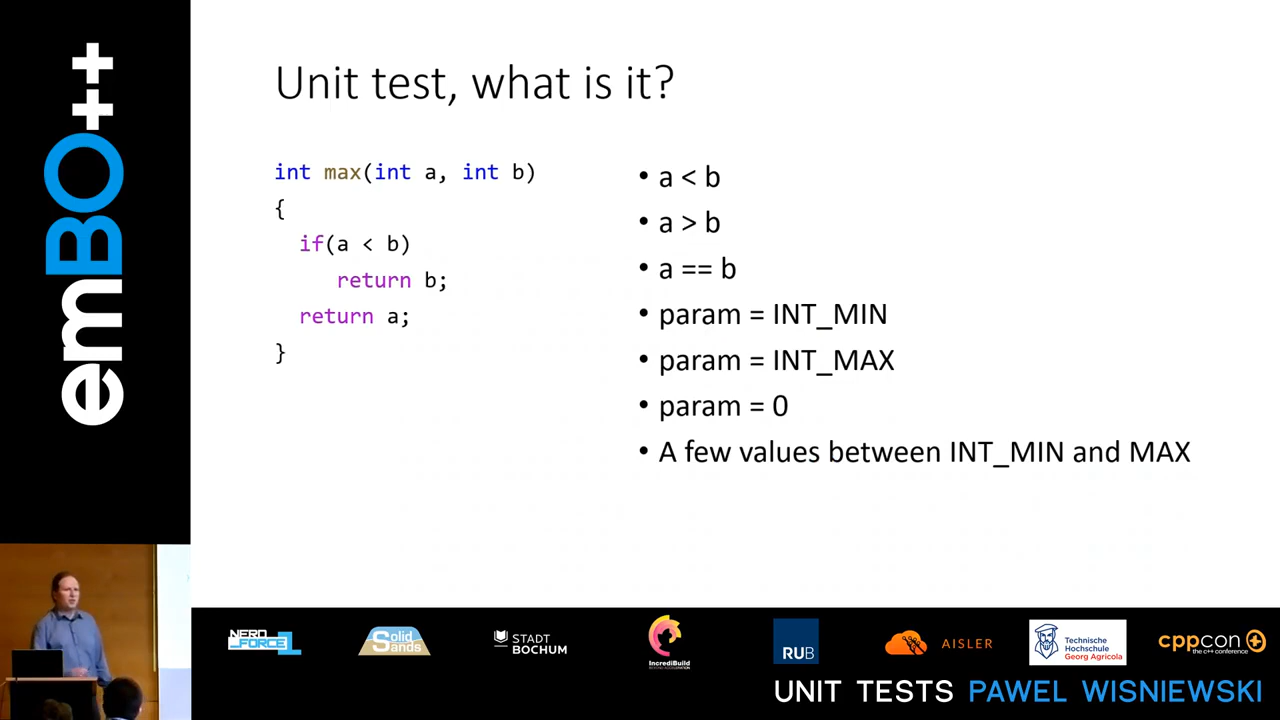 emBO++
Unit test, what is it?
int max(int a, int b)
{
if(a < b)
return b;
return a;
}
• a < b
• a > b
• a == b
• param = INT_MIN
• param = INT_MAX
• param = 0
• A few values between INT_MIN and MAX
NERD
FORCE1
Solid
Sands
STADT
BOCHUM
IncrediBuild
RUB
AISLER
Technische
Hochschule
Georg Agricola
cppcon
the c++ conference
UNIT TESTS PAWEL WISNIEWSKI